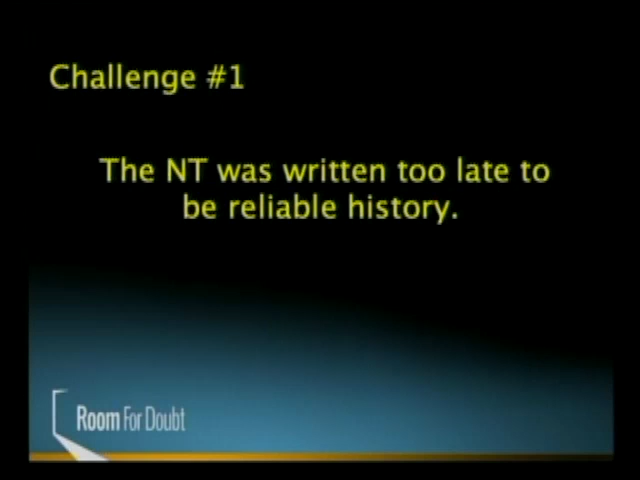 Challenge #1
The NT was written too late to
be reliable history.
Room For Doubt